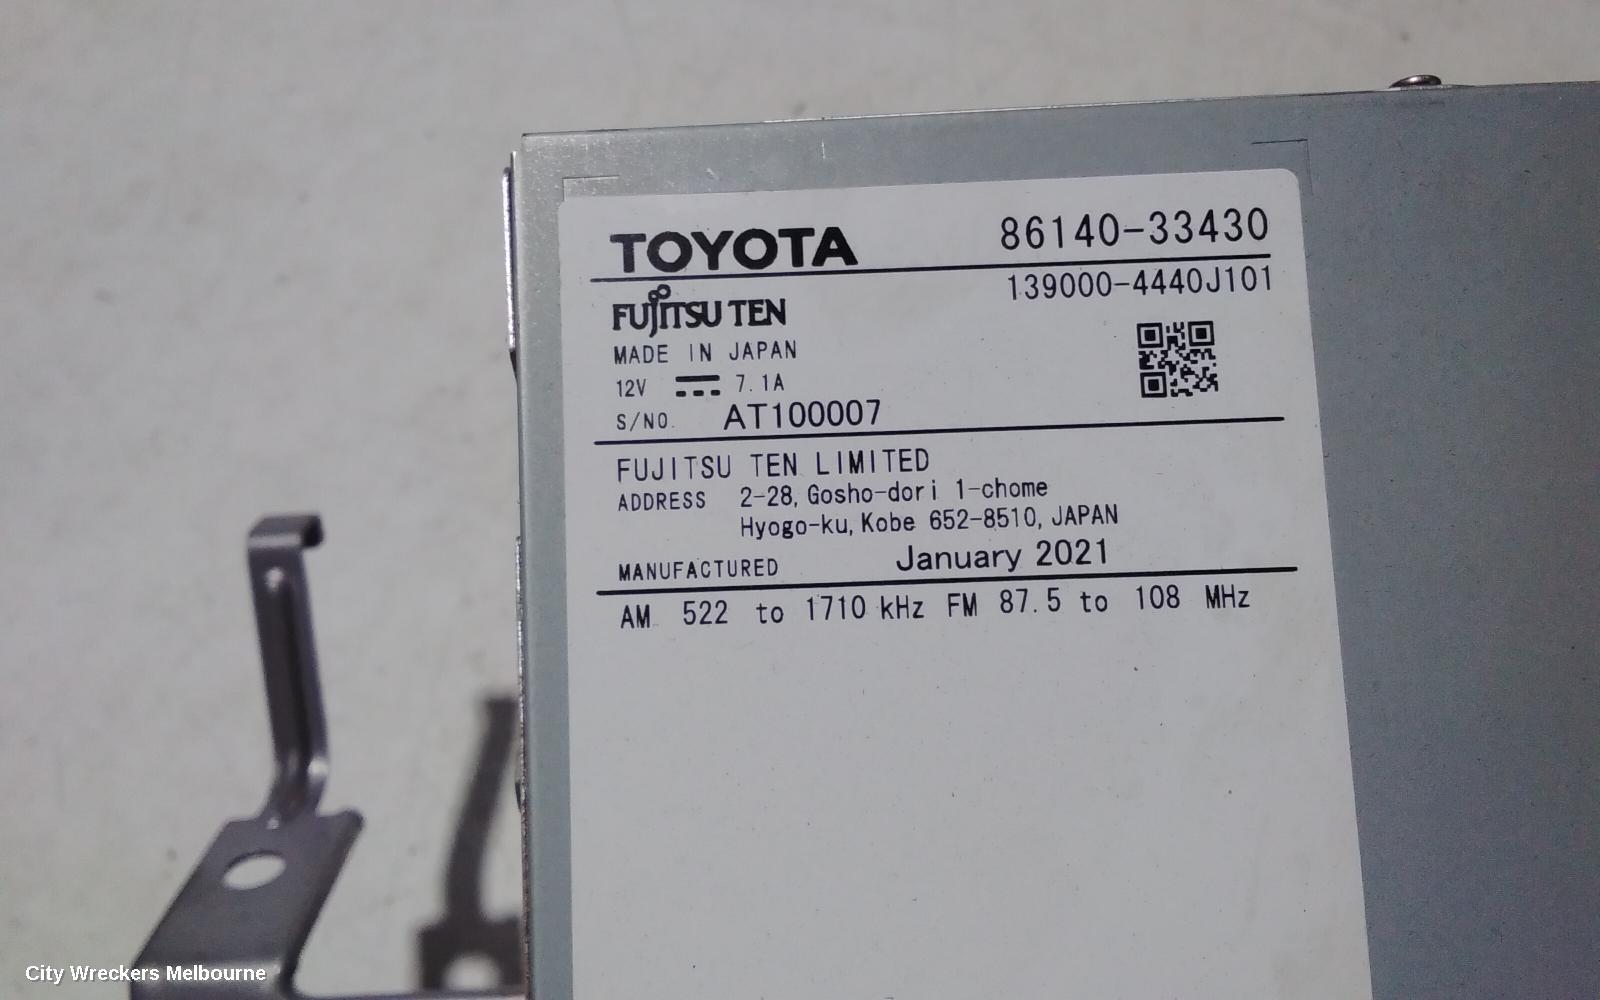 TOYOTA 86140-33430
139000-4440J101
FUJITSU TEN
MADE IN JAPAN
12V 7.1A
S/NO. AT100007
FUJITSU TEN LIMITED
ADDRESS 2-28, Gosho-dori 1-chome
Hyogo-ku, Kobe 652-8510, JAPAN
MANUFACTURED January 2021
AM 522 to 1710 kHz FM 87.5 to 108 MHz
City Wreckers Melbourne